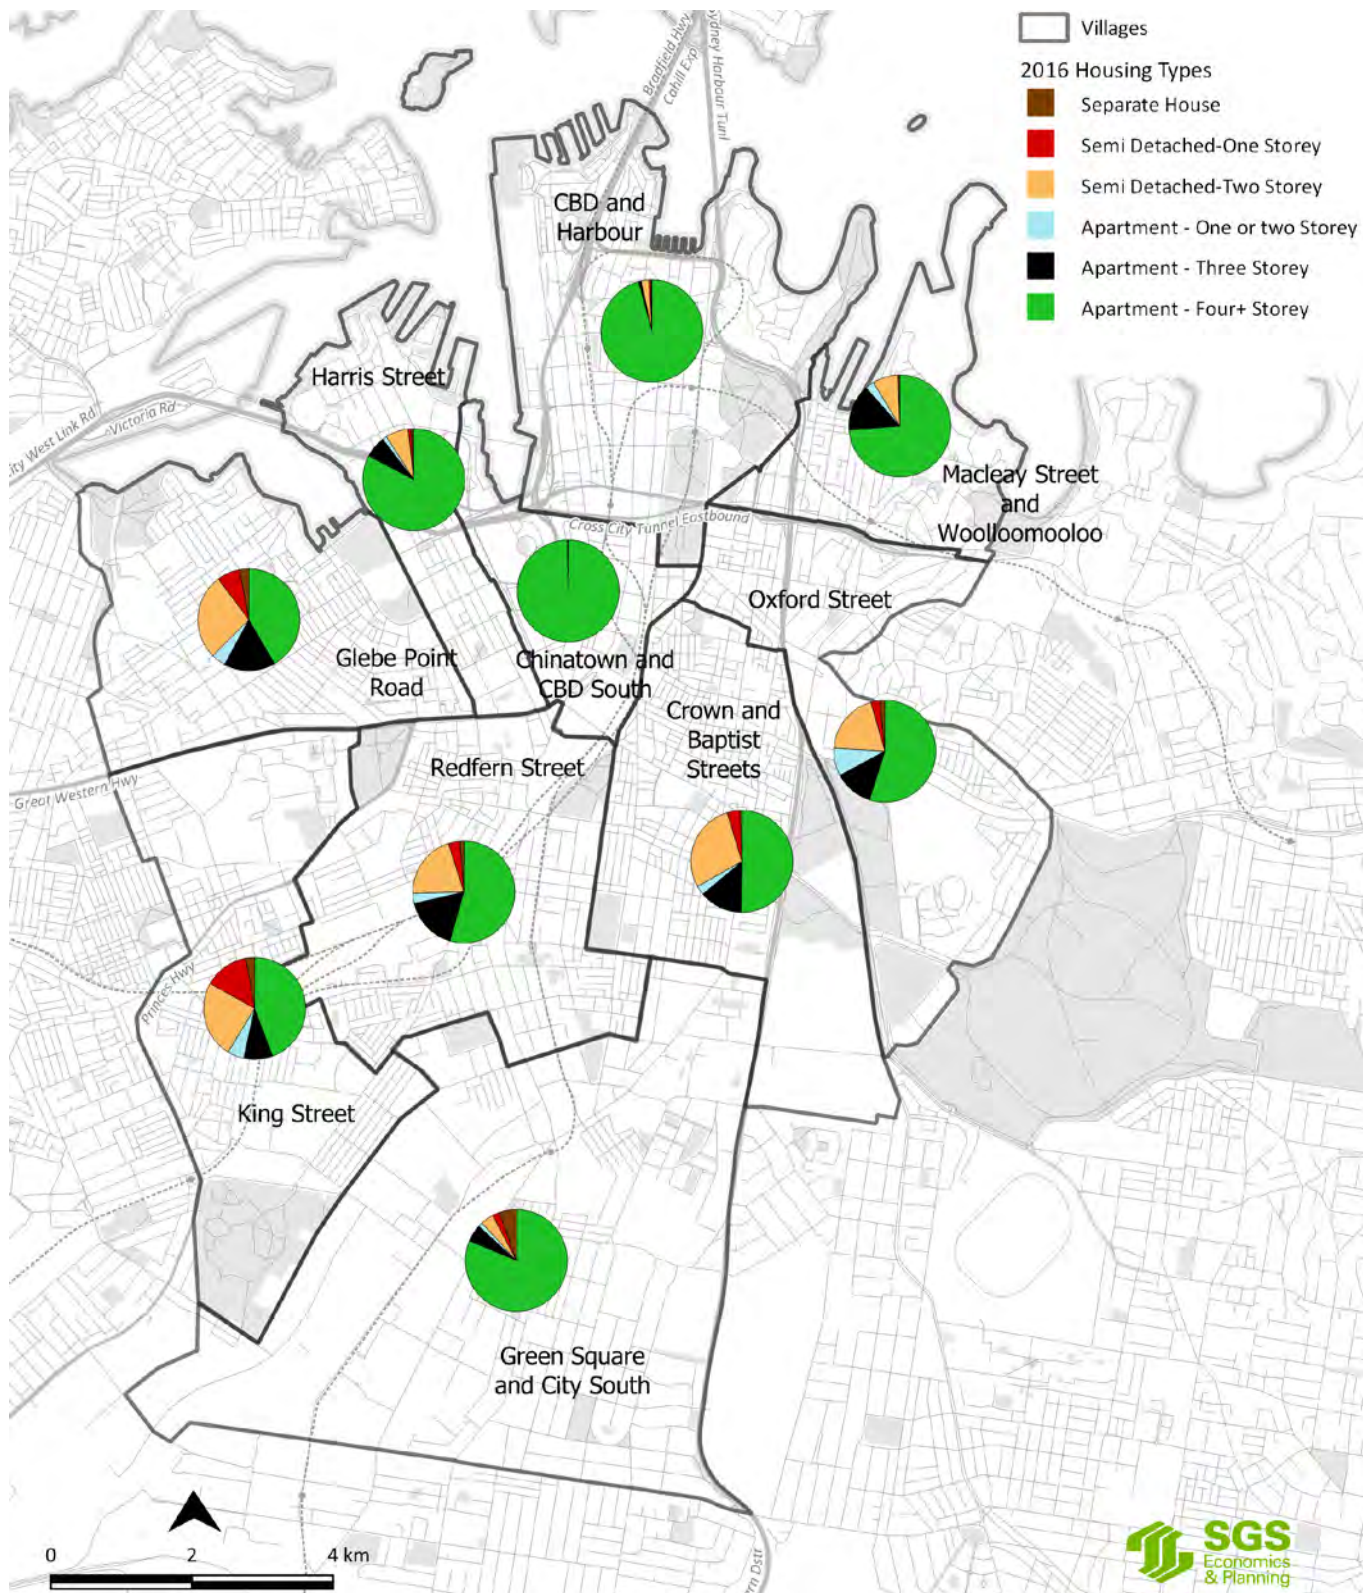 Villages
2016 Housing Types
Separate House
Semi Detached-One Storey
Semi Detached-Two Storey
Apartment - One or two Storey
Apartment - Three Storey
Apartment - Four+ Storey
Bradfield Hwy
Cahill Exp
ydney Harbour Tunl
CBD and
Harbour
Harris Street
Victoria Rd
ity West Link Rd
Macleay Street
and
Woolloomooloo
Cross City Tunnel Eastbound
Oxford Street
Glebe Point
Road
Chinatown and
CBD South
Crown and
Baptist
Streets
Redfern Street
Great Western Hwy
Princes Hwy
King Street
Green Square
and City South
0 2 4 km
rn Dstr
SGS
Economics
& Planning